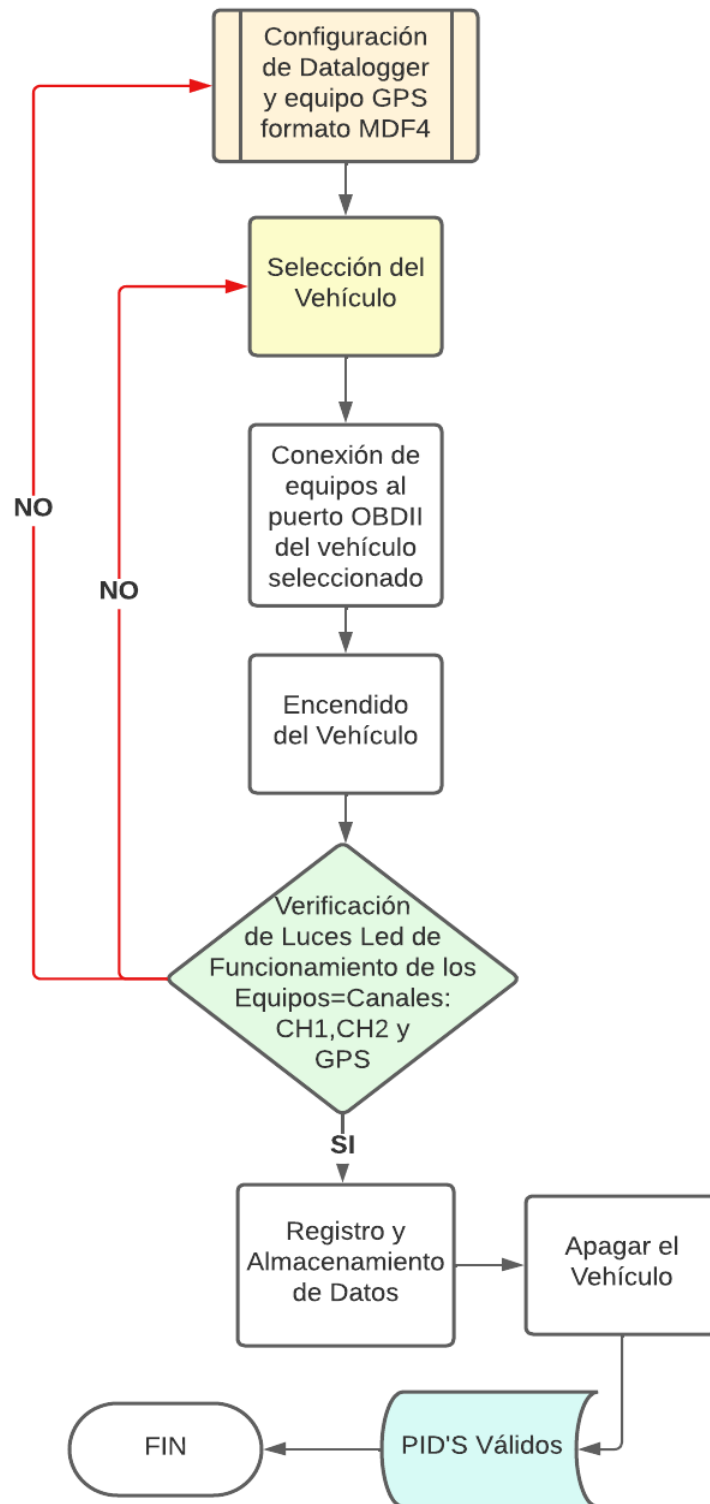 Configuración
de Datalogger
y equipo GPS
formato MDF4
Selección del
Vehículo
Conexión de
equipos al
puerto OBDII
del vehículo
seleccionado
NO
NO
Encendido
del Vehículo
Verificación
de Luces Led de
Funcionamiento de los
Equipos=Canales:
CH1,CH2 y
GPS
SI
Registro y
Almacenamiento
de Datos
Apagar el
Vehículo
PID'S Válidos
FIN